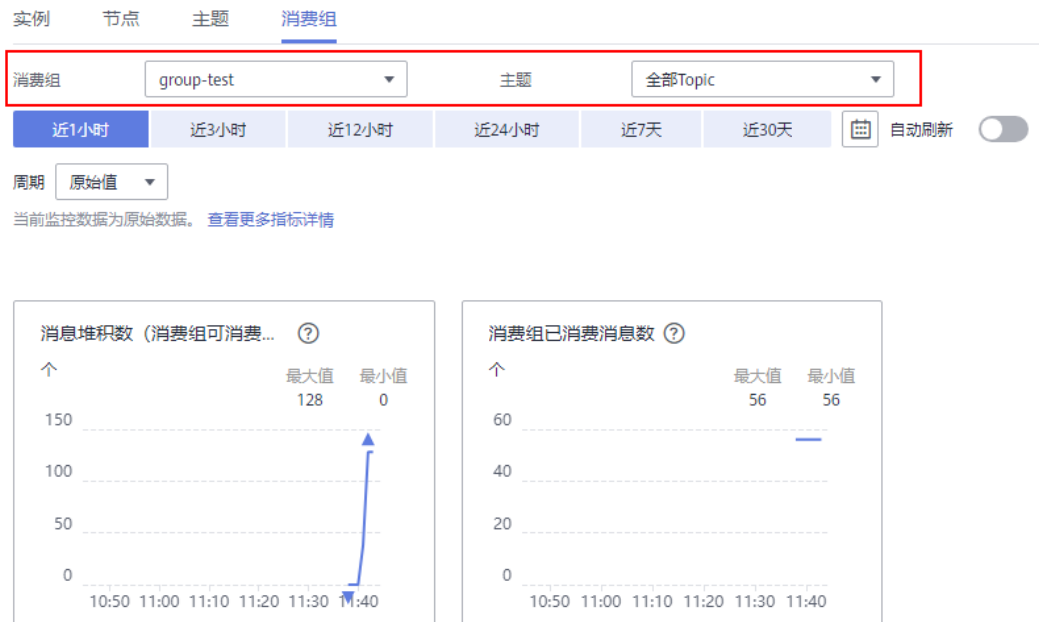 实例 节点 主题 消费组
消费组 group-test 主题 全部Topic
近1小时 近3小时 近12小时 近24小时 近7天 近30天 自动刷新
周期 原始值
当前监控数据为原始数据。 查看更多指标详情
消息堆积数（消费组可消费... ?
个
最大值 最小值
128 0
150
100
50
0
10:50 11:00 11:10 11:20 11:30 11:40
消费组已消费消息数 ?
个
最大值 最小值
56 56
60
40
20
0
10:50 11:00 11:10 11:20 11:30 11:40